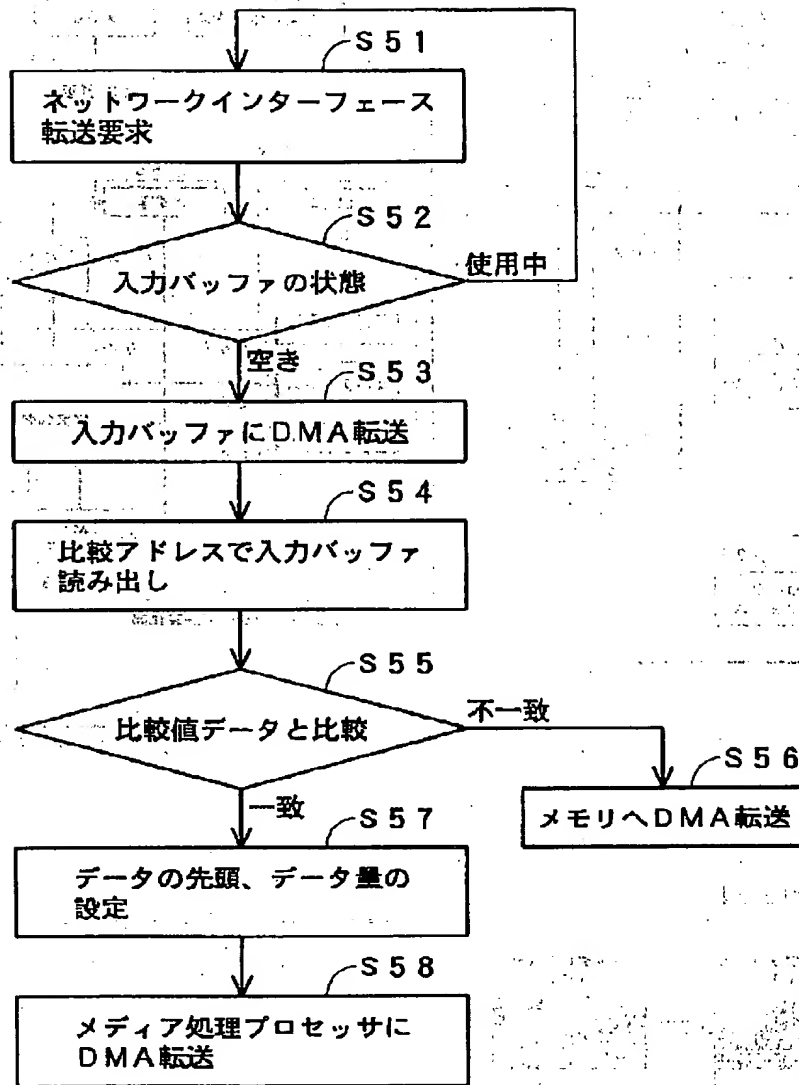 S51
ネットワークインターフェース
転送要求
S52
入力バッファの状態
使用中
空き
S53
入力バッファにDMA転送
S54
比較アドレスで入力バッファ
読み出し
S55
比較値データと比較
不一致
S56
メモリへDMA転送
一致
S57
データの先頭、データ量の
設定
S58
メディア処理プロセッサに
DMA転送